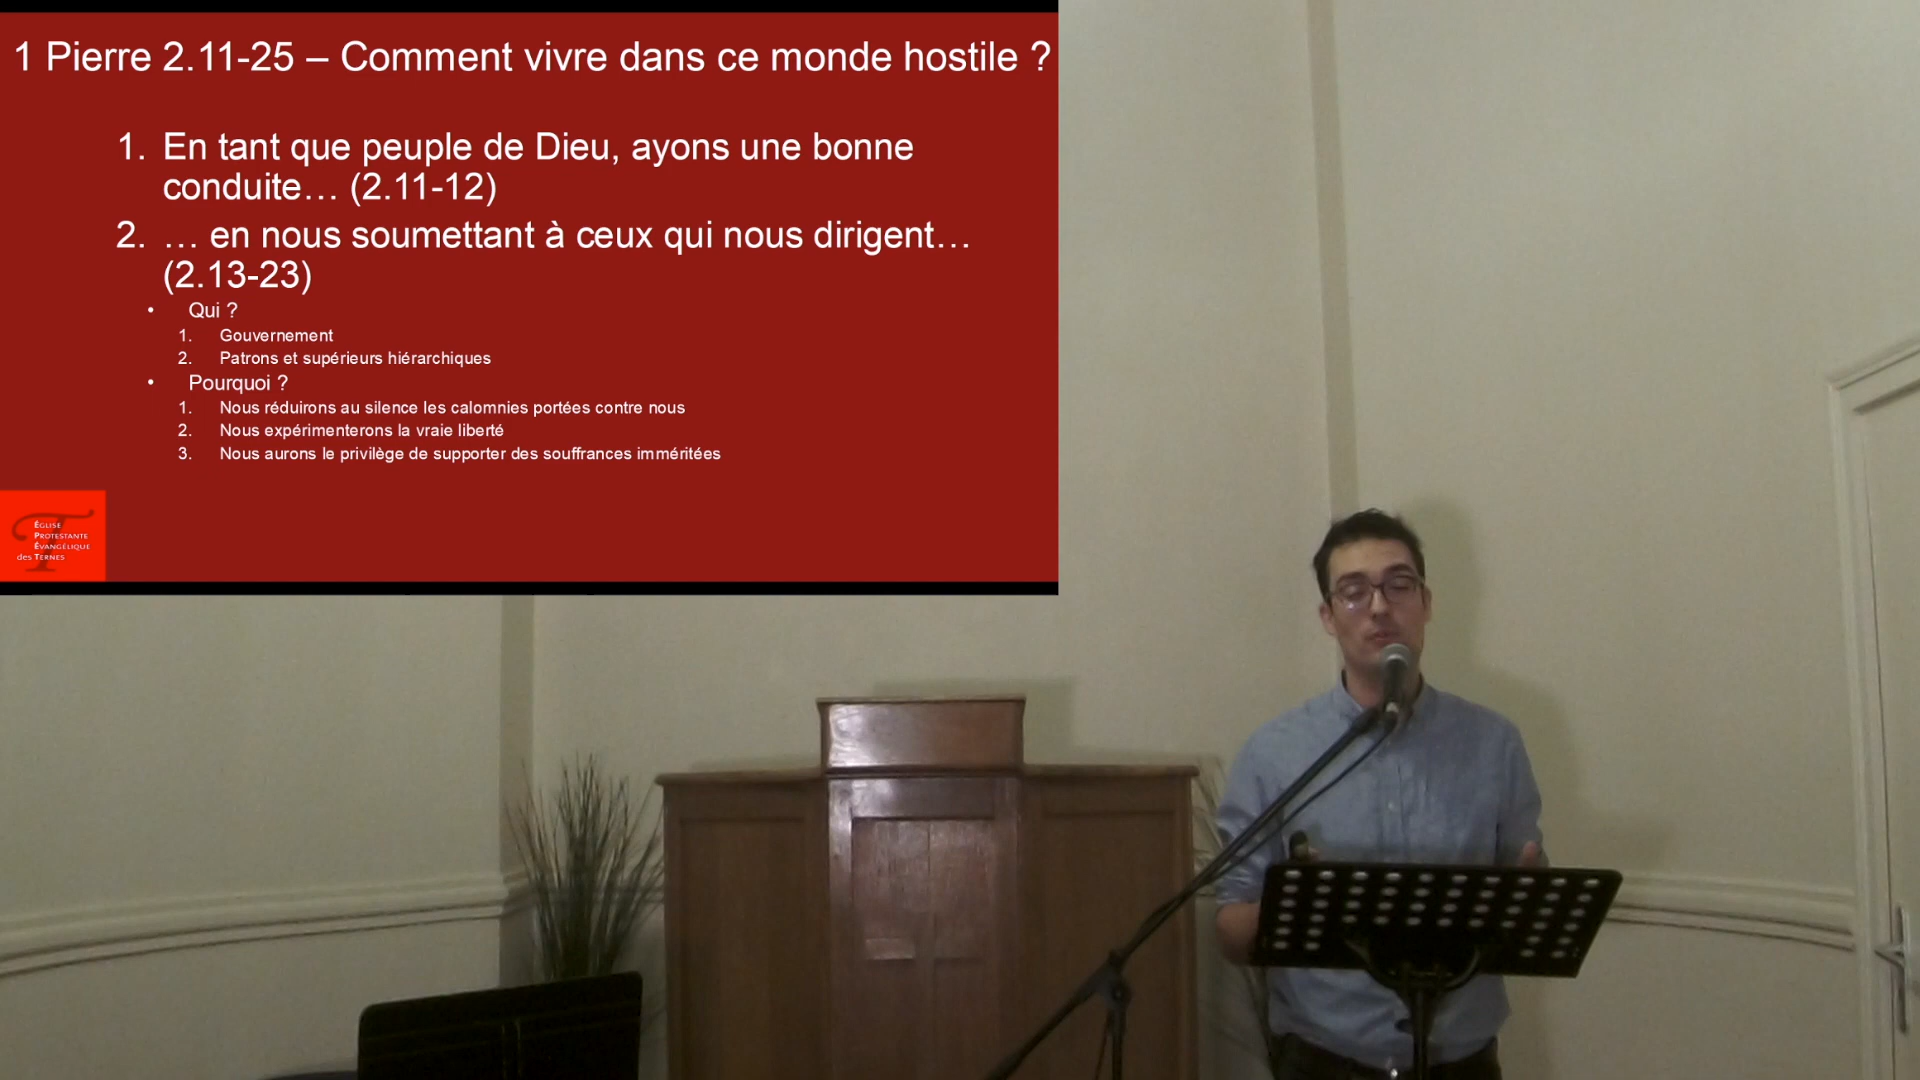 1 Pierre 2.11-25 – Comment vivre dans ce monde hostile ?
1. En tant que peuple de Dieu, ayons une bonne
conduite… (2.11-12)
2. … en nous soumettant à ceux qui nous dirigent…
(2.13-23)
• Qui ?
1. Gouvernement
2. Patrons et supérieurs hiérarchiques
• Pourquoi ?
1. Nous réduirons au silence les calomnies portées contre nous
2. Nous expérimenterons la vraie liberté
3. Nous aurons le privilège de supporter des souffrances imméritées
ÉGLISE
PROTESTANTE
ÉVANGÉLIQUE
des TERNES